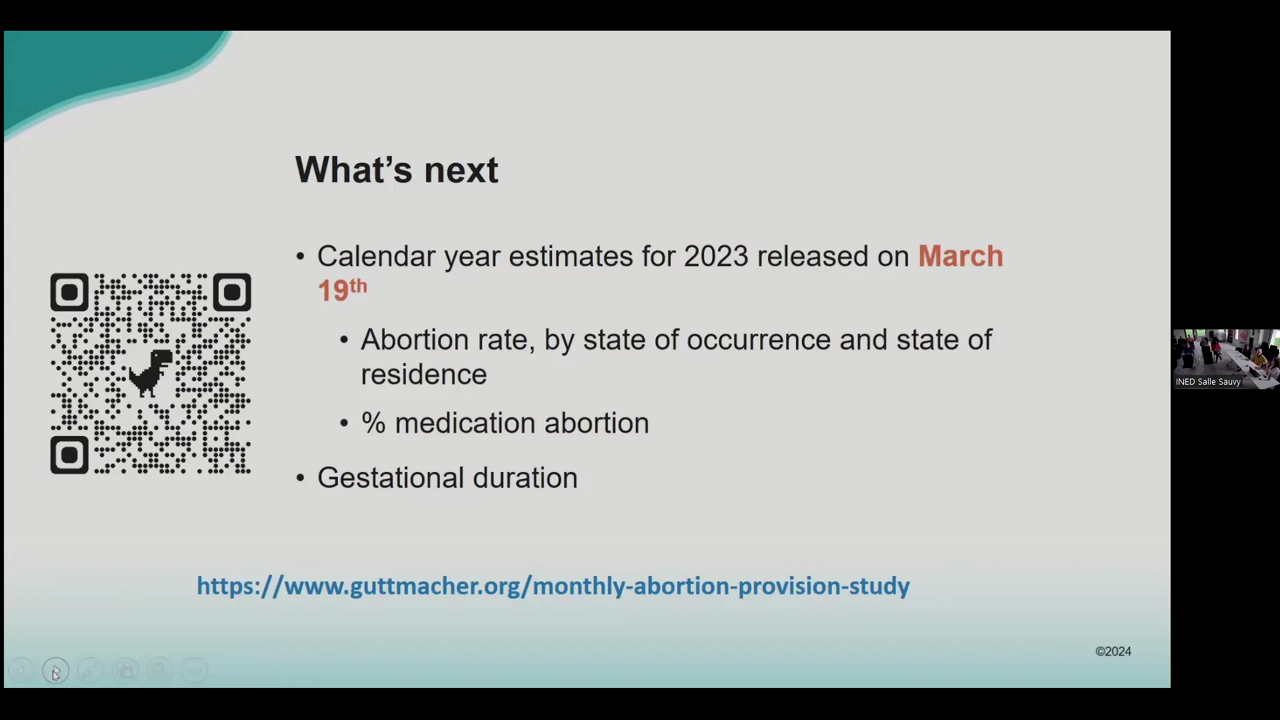 What's next
• Calendar year estimates for 2023 released on March
19th
• Abortion rate, by state of occurrence and state of
residence
• % medication abortion
• Gestational duration
https://www.guttmacher.org/monthly-abortion-provision-study
©2024
INED Salle Sauvy